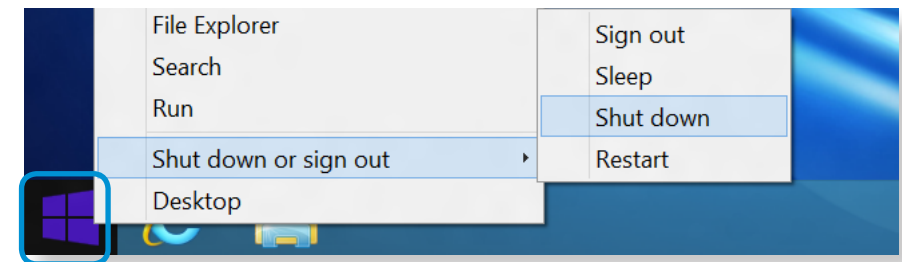 File Explorer
Search
Run
Shut down or sign out
Desktop
Sign out
Sleep
Shut down
Restart